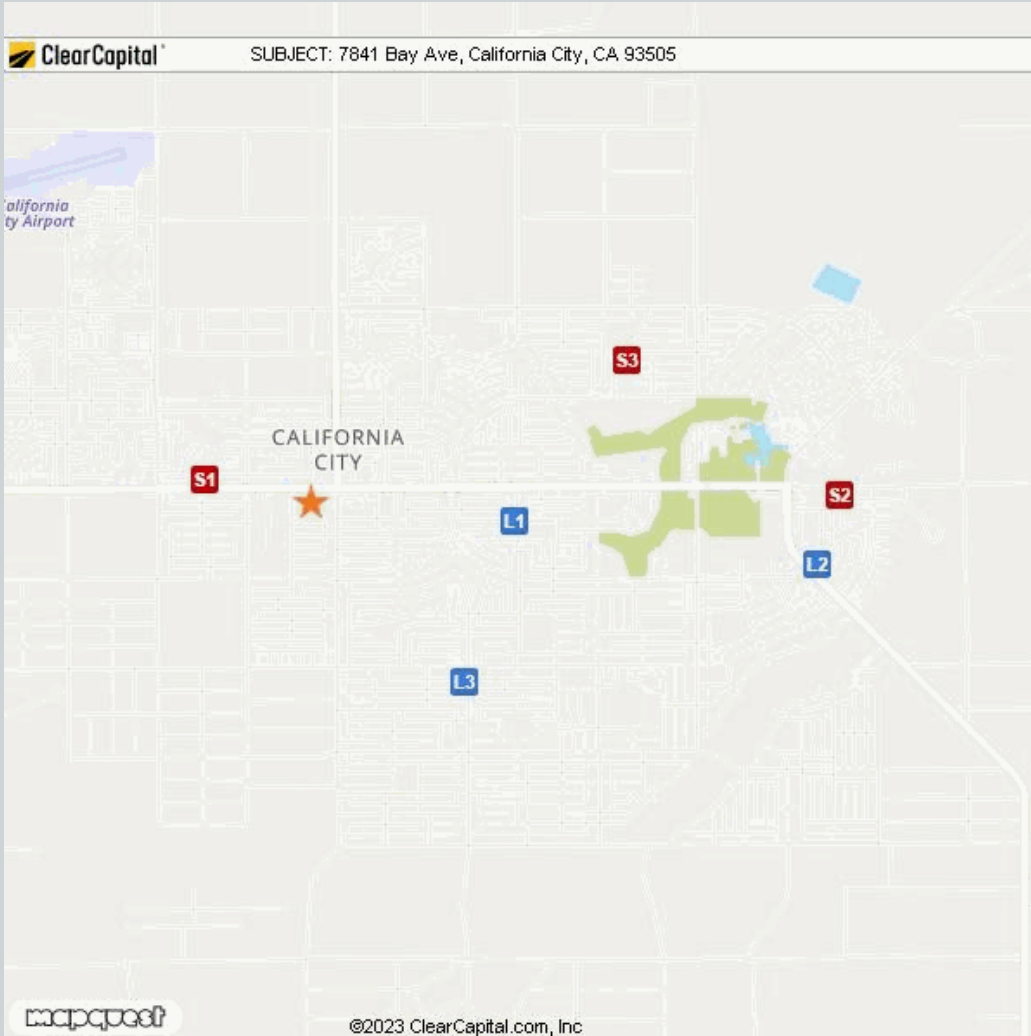 ClearCapital
SUBJECT: 7841 Bay Ave, California City, CA 93505
alifornia
ty Airport
S3
CALIFORNIA
CITY
S1
S2
L1
L2
L3
mapquest
©2023 ClearCapital.com, Inc